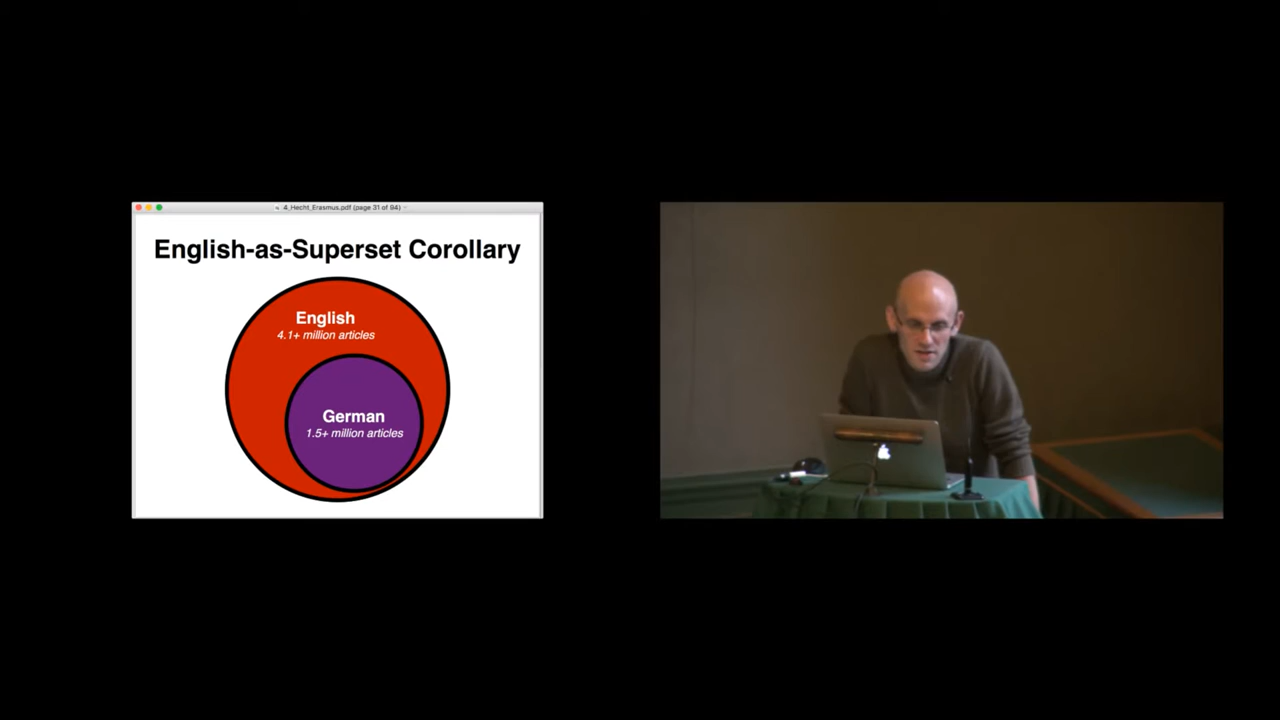 4_Hecht_Erasmus.pdf (page 31 of 94)
English-as-Superset Corollary
English
4.1+ million articles
German
1.5+ million articles